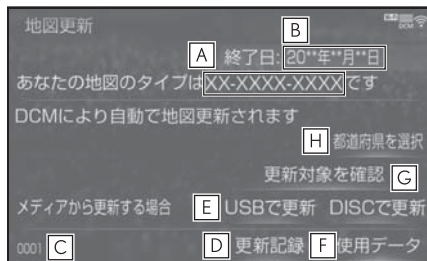 地図更新
DCM
B
終了日: 20**年**月**日
A
あなたの地図のタイプはXX-XXXX-XXXXです
DCMにより自動で地図更新されます
H 都道府県を選択
更新対象を確認 G
メディアから更新する場合 E USBで更新 DISCで更新
0001 C D 更新記録 F 使用データ